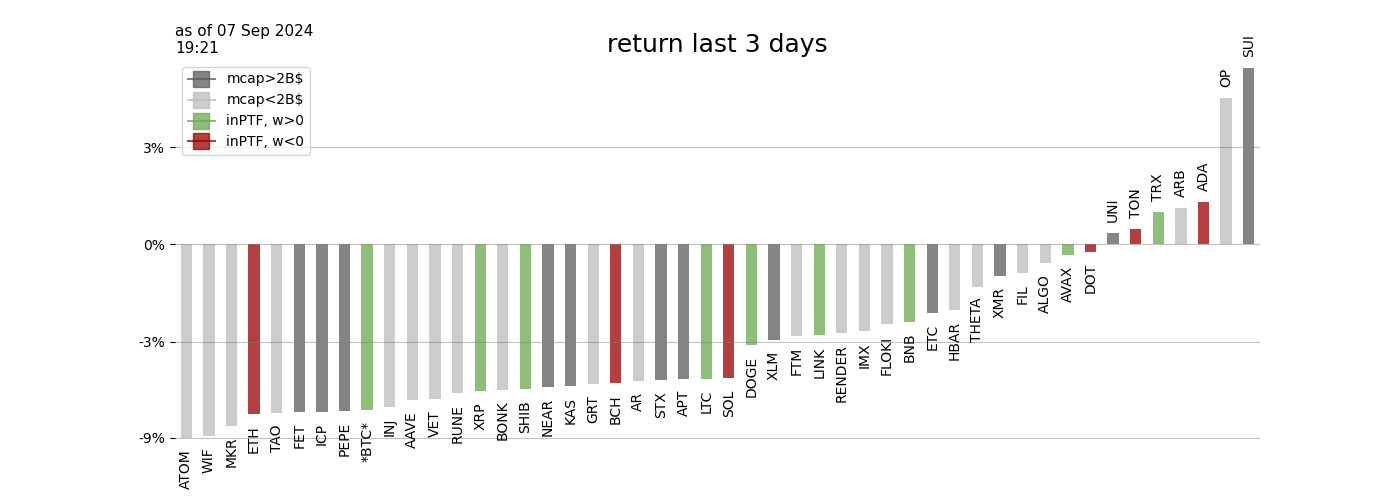 as of 07 Sep 2024
19:21
return last 3 days
mcap>2B$
mcap<2B$
inPTF, w>0
inPTF, w<0
3%
0%
-3%
-9%
ATOM
WIF
MKR
ETH
TAO
FET
ICP
PEPE
*BTC*
INJ
AAVE
VET
RUNE
XRP
BONK
SHIB
NEAR
KAS
GRT
BCH
AR
STX
APT
LTC
SOL
DOGE
XLM
FTM
LINK
RENDER
IMX
FLOKI
BNB
ETC
HBAR
THETA
XMR
FIL
ALGO
AVAX
DOT
UNI
TON
TRX
ARB
ADA
OP
SUI